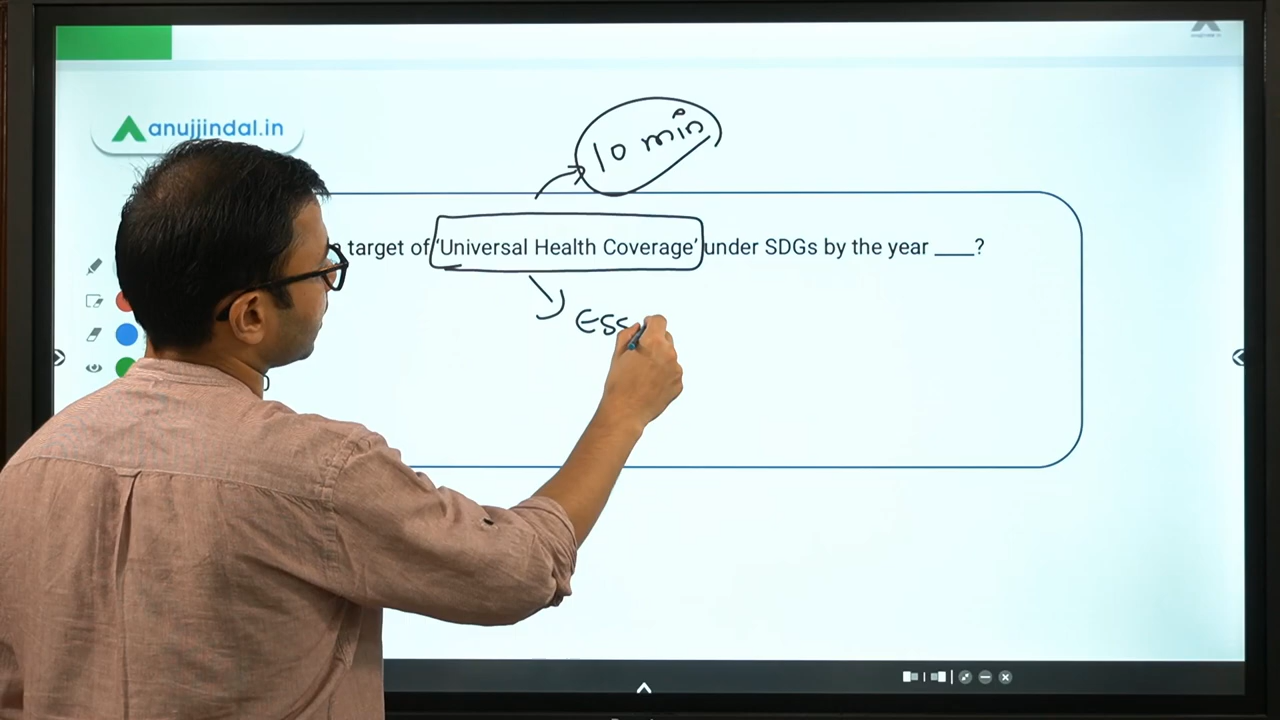 anujjindal.in
10 min
target of 'Universal Health Coverage' under SDGs by the year ____?
ESS